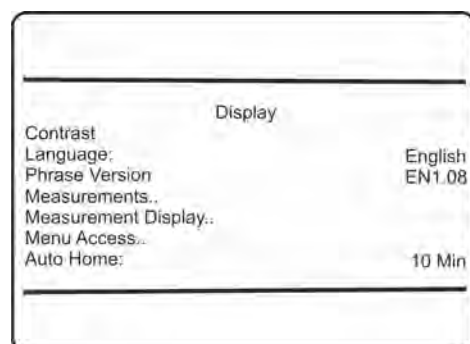 Display
Contrast
Language: English
Phrase Version EN1.08
Measurements..
Measurement Display..
Menu Access..
Auto Home: 10 Min